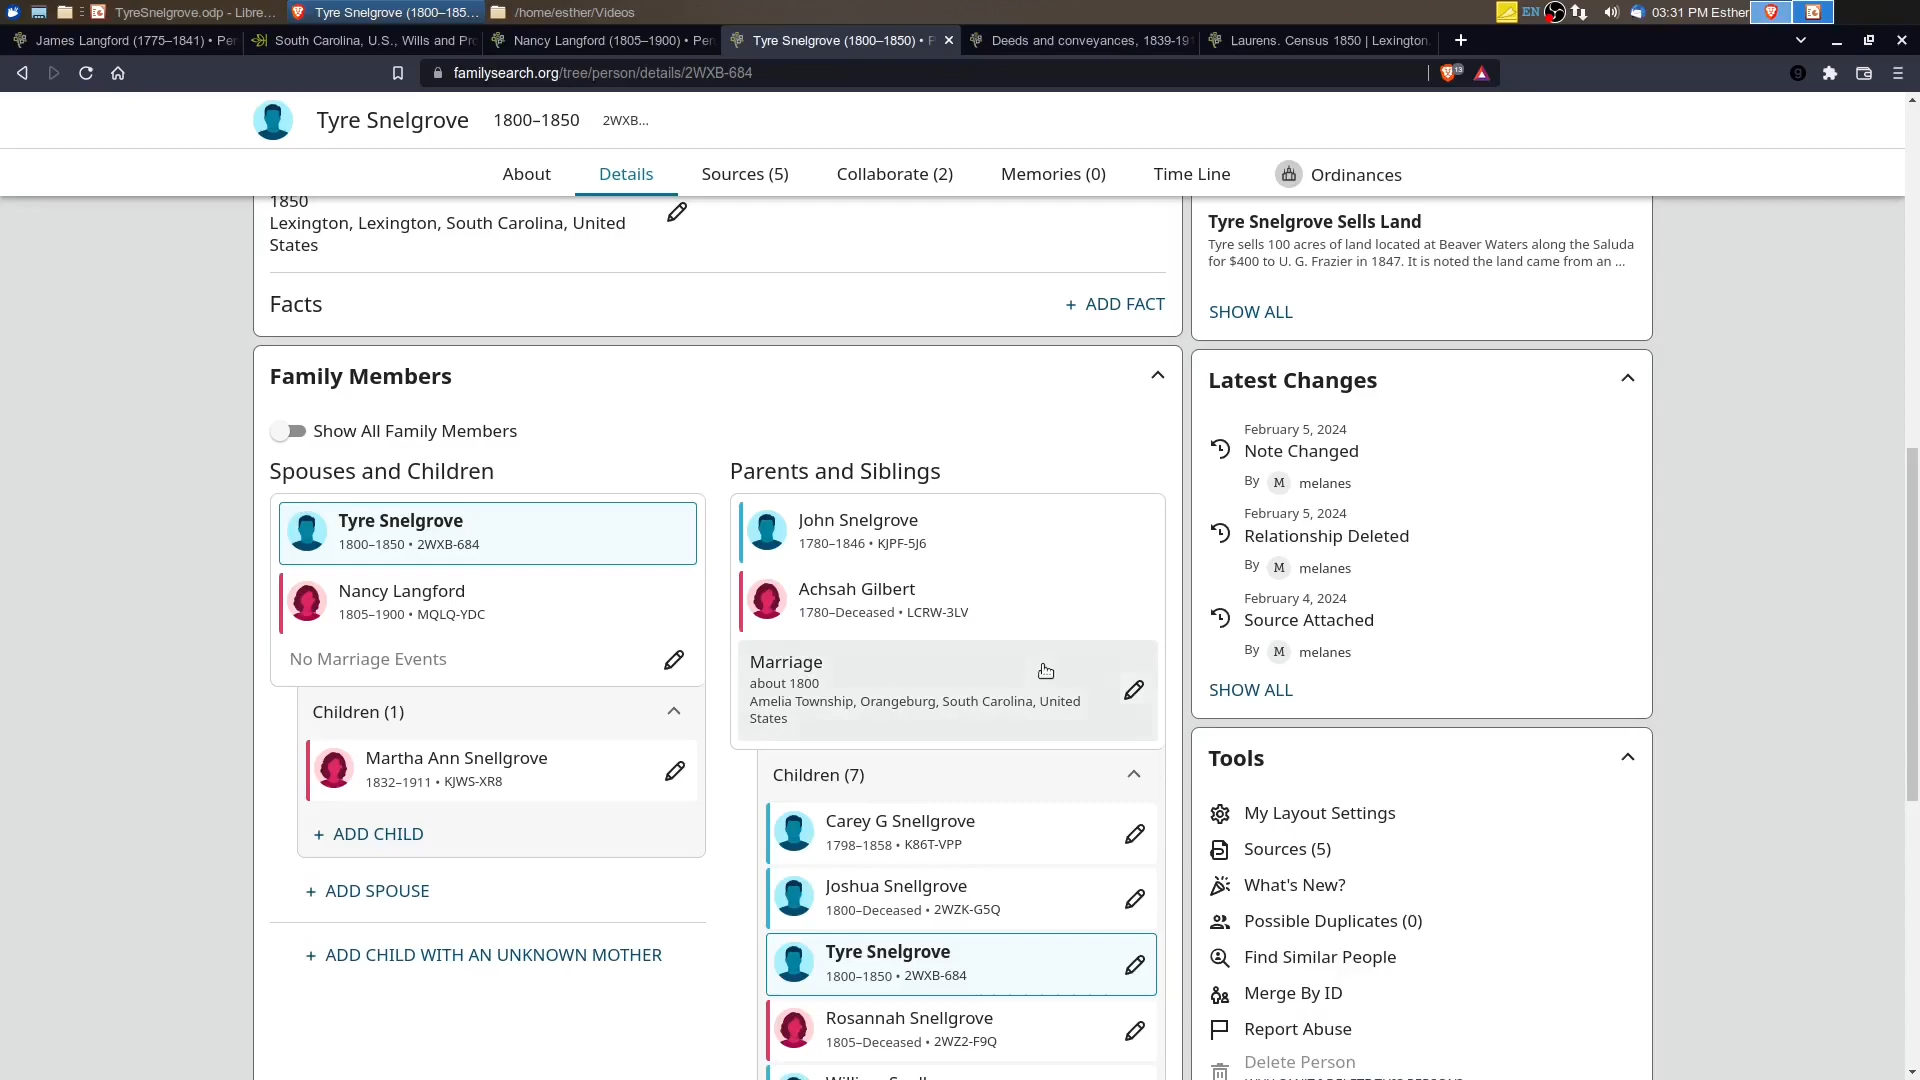 TyreSnelgrove.odp - Libre...
Tyre Snelgrove (1800–185...
/home/esther/Videos
EN
03:31 PM Esther
James Langford (1775–1841) • Per
South Carolina, U.S., Wills and Pro
Nancy Langford (1805–1900) • Per
Tyre Snelgrove (1800–1850) • P
Deeds and conveyances, 1839-19
Laurens. Census 1850 | Lexington,
familysearch.org/tree/person/details/2WXB-684
13
9
Tyre Snelgrove
1800–1850
2WXB...
About
Details
Sources (5)
Collaborate (2)
Memories (0)
Time Line
Ordinances
1850
Lexington, Lexington, South Carolina, United
States
Facts
+ ADD FACT
Tyre Snelgrove Sells Land
Tyre sells 100 acres of land located at Beaver Waters along the Saluda
for $400 to U. G. Frazier in 1847. It is noted the land came from an ...
SHOW ALL
Family Members
Show All Family Members
Spouses and Children
Tyre Snelgrove
1800–1850 • 2WXB-684
Nancy Langford
1805–1900 • MQLQ-YDC
No Marriage Events
Children (1)
Martha Ann Snellgrove
1832–1911 • KJWS-XR8
+ ADD CHILD
+ ADD SPOUSE
+ ADD CHILD WITH AN UNKNOWN MOTHER
Parents and Siblings
John Snelgrove
1780–1846 • KJPF-5J6
Achsah Gilbert
1780–Deceased • LCRW-3LV
Marriage
about 1800
Amelia Township, Orangeburg, South Carolina, United
States
Children (7)
Carey G Snellgrove
1798–1858 • K86T-VPP
Joshua Snellgrove
1800–Deceased • 2WZK-G5Q
Tyre Snelgrove
1800–1850 • 2WXB-684
Rosannah Snellgrove
1805–Deceased • 2WZ2-F9Q
Latest Changes
February 5, 2024
Note Changed
By M melanes
February 5, 2024
Relationship Deleted
By M melanes
February 4, 2024
Source Attached
By M melanes
SHOW ALL
Tools
My Layout Settings
Sources (5)
What's New?
Possible Duplicates (0)
Find Similar People
Merge By ID
Report Abuse
Delete Person